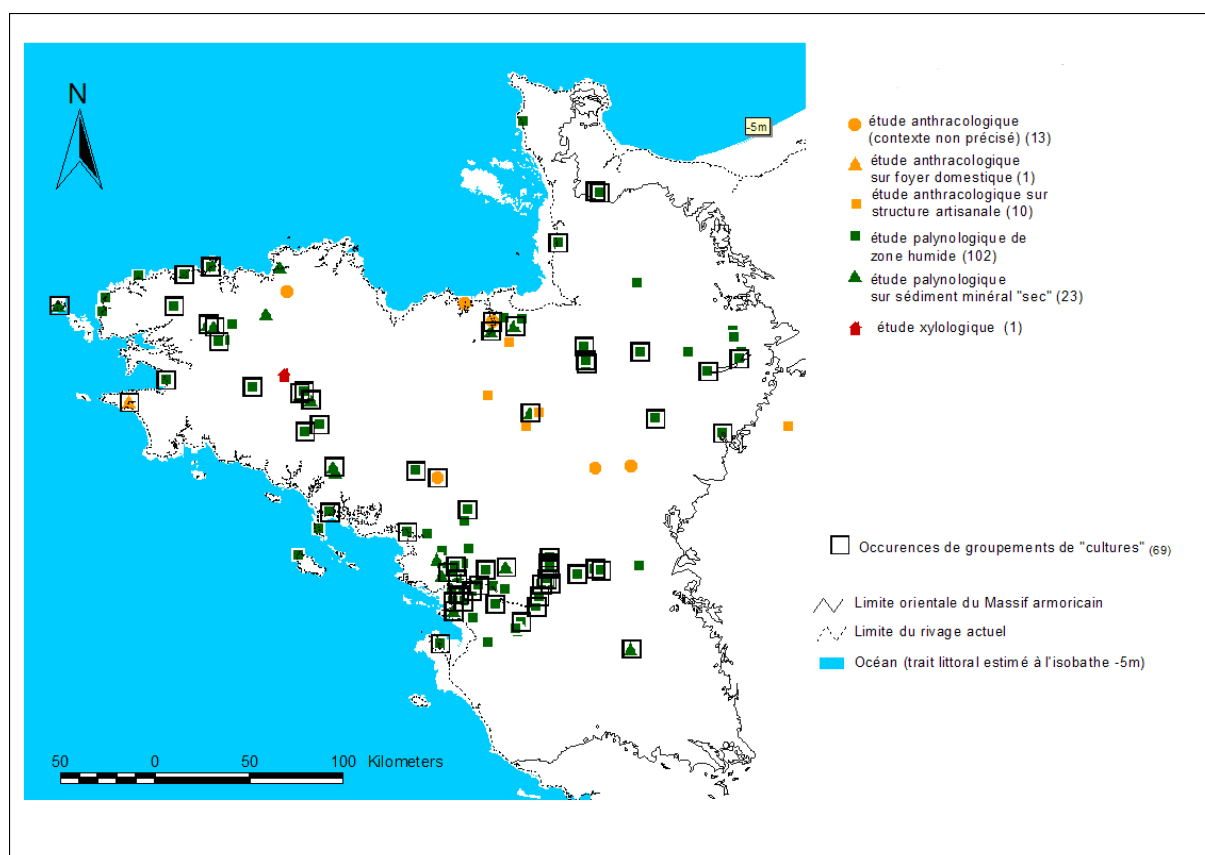 N
-5m
étude anthracologique
(contexte non précisé) (13)
étude anthracologique
sur foyer domestique (1)
étude anthracologique sur
structure artisanale (10)
étude palynologique de
zone humide (102)
étude palynologique
sur sédiment minéral "sec" (23)
étude xylologique (1)
Occurences de groupements de "cultures" (69)
Limite orientale du Massif armoricain
Limite du rivage actuel
Océan (trait littoral estimé à l'isobathe -5m)
50 0 50 100 Kilometers